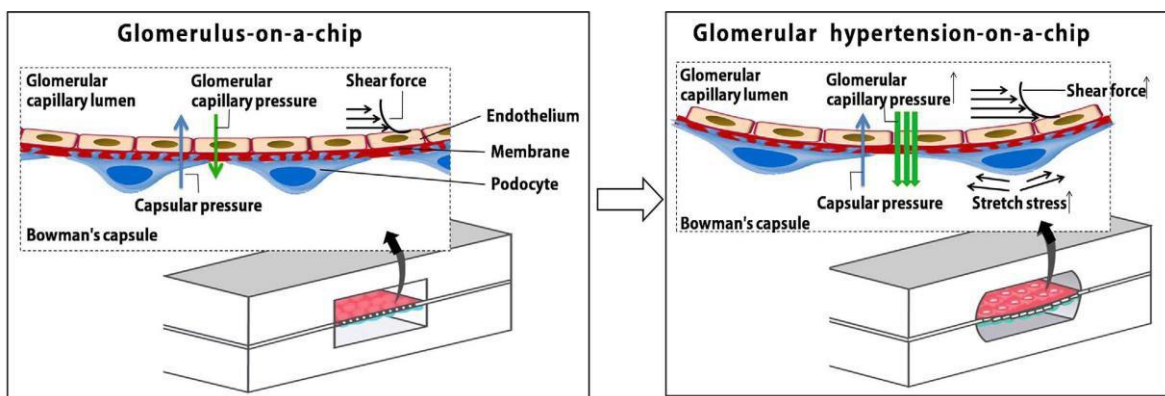 Glomerulus-on-a-chip
Glomerular
capillary lumen
Glomerular
capillary pressure
Shear force
Endothelium
Membrane
Podocyte
Capsular pressure
Bowman's capsule
Glomerular hypertension-on-a-chip
Glomerular
capillary lumen
Glomerular
capillary pressure↑
Shear force↑
Capsular pressure
Stretch stress↑
Bowman's capsule